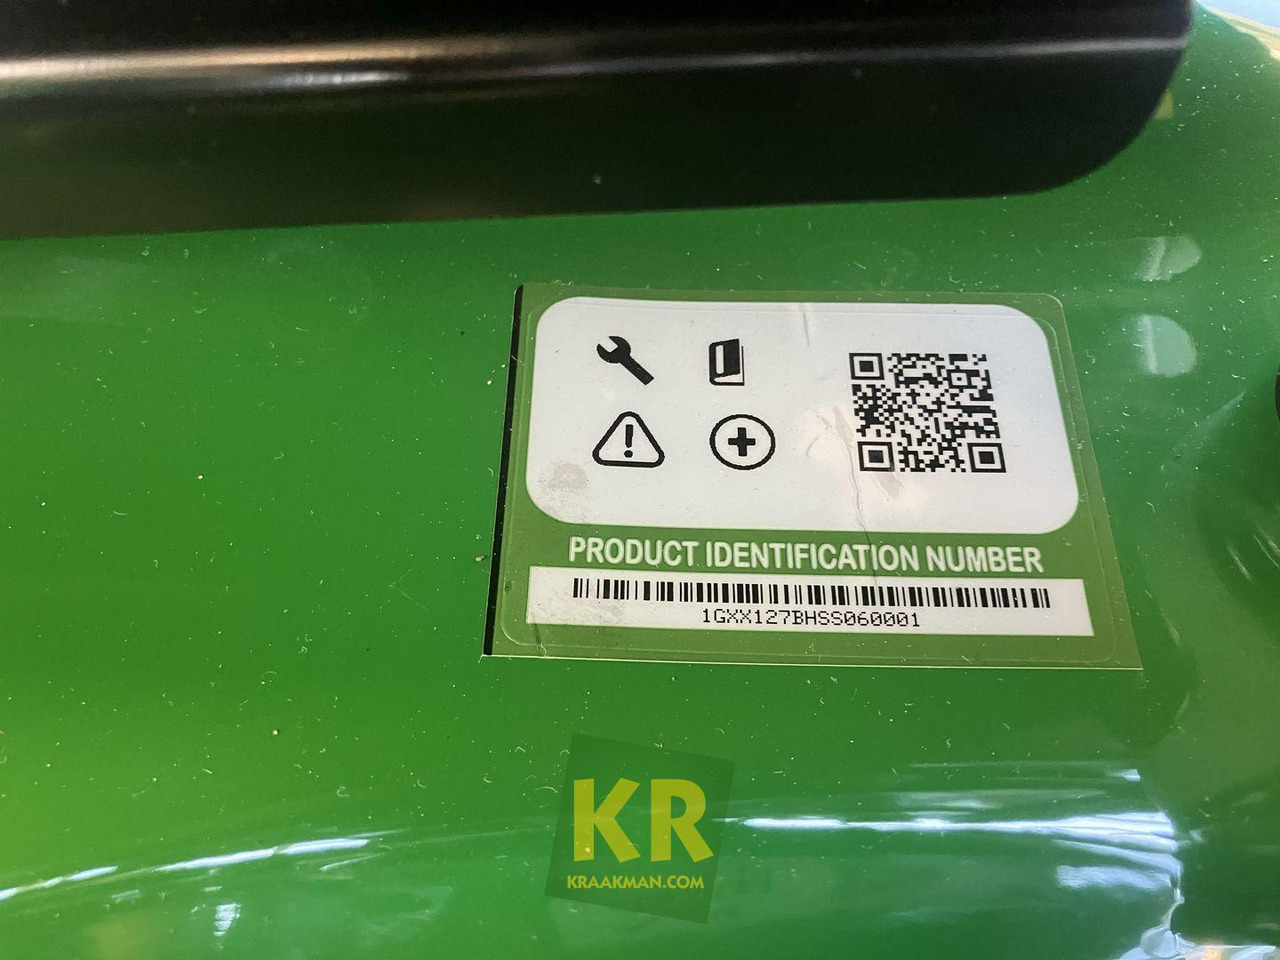 PRODUCT IDENTIFICATION NUMBER
1GXX127BHSS060001
KR
KRAAKMAN.COM